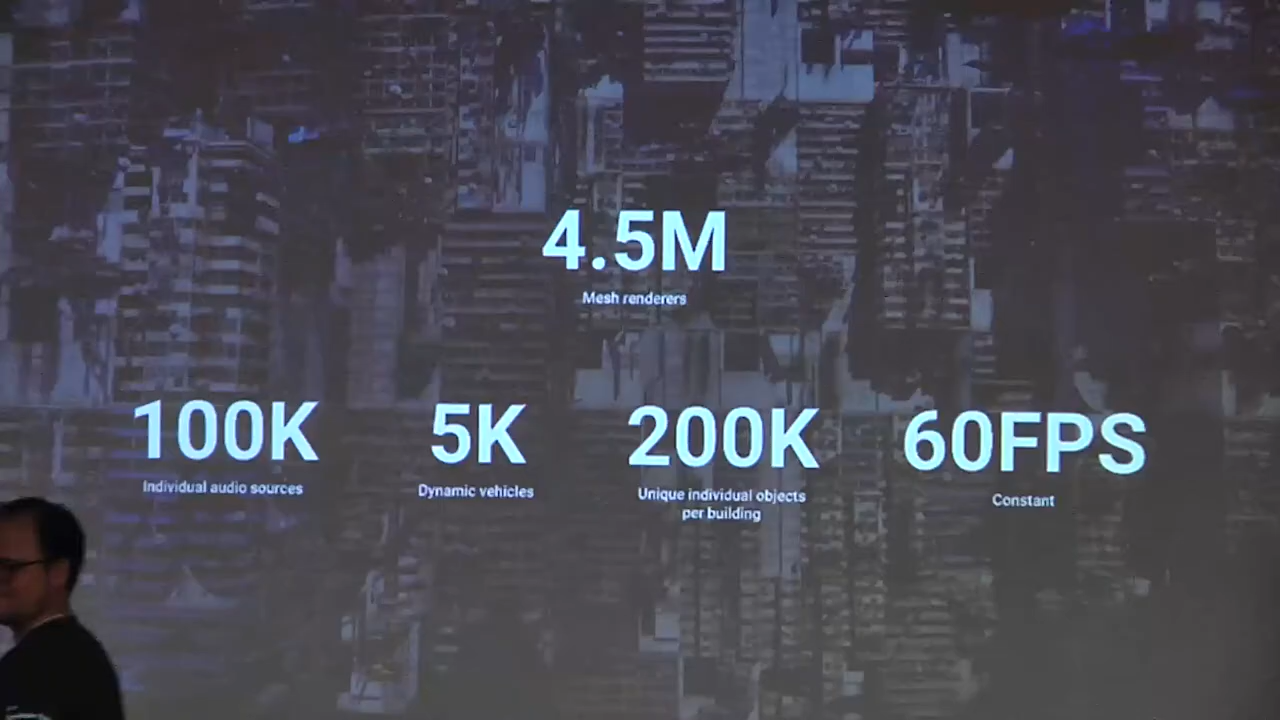 4.5M
Mesh renderers
100K
Individual audio sources
5K
Dynamic vehicles
200K
Unique individual objects
per building
60FPS
Constant